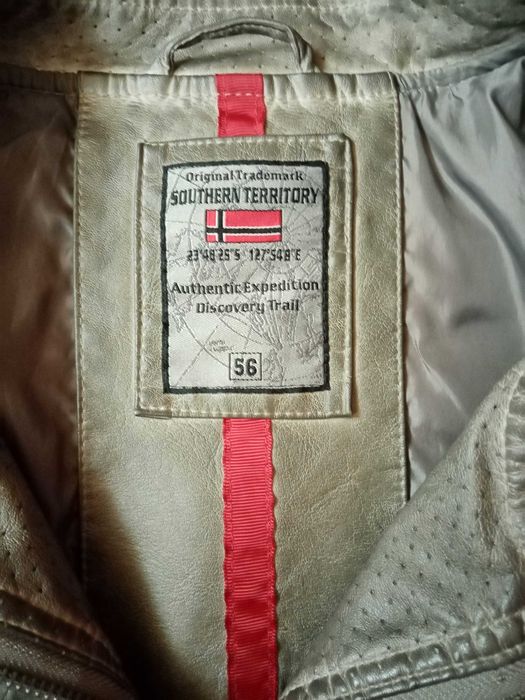 Original Trademark
SOUTHERN TERRITORY
23°48'25"S 127°54'8"E
Authentic Expedition
Discovery Trail
56